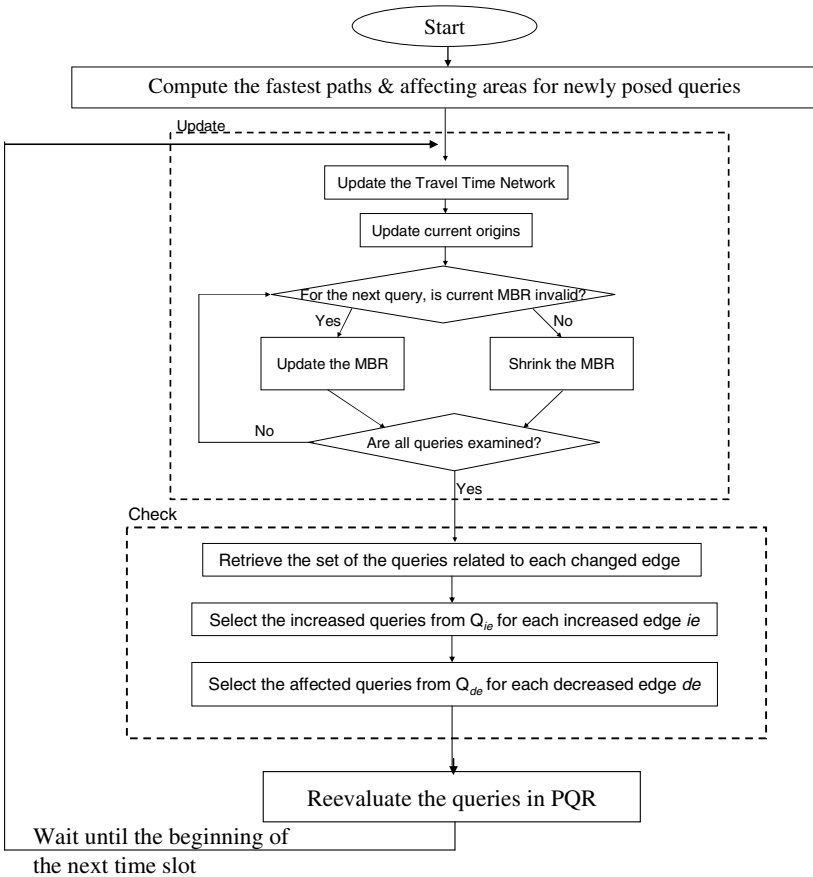 Start
Compute the fastest paths & affecting areas for newly posed queries
Update
Update the Travel Time Network
Update current origins
For the next query, is current MBR invalid?
Yes
No
Update the MBR
Shrink the MBR
No
Are all queries examined?
Yes
Check
Retrieve the set of the queries related to each changed edge
Select the increased queries from Qie for each increased edge ie
Select the affected queries from Qde for each decreased edge de
Reevaluate the queries in PQR
Wait until the beginning of
the next time slot